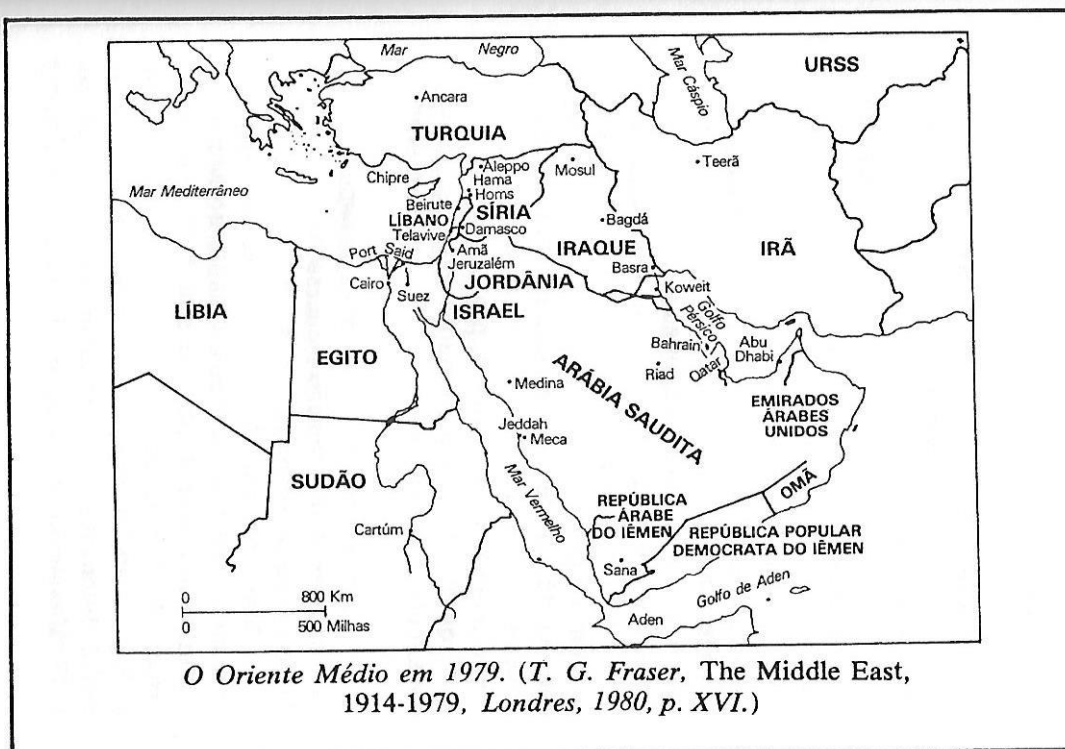 Mar Negro
URSS
Mar Cáspio
Ancara
TURQUIA
Teerã
Aleppo
Mosul
Chipre
Hama
Homs
Mar Mediterrâneo
Beirute
SÍRIA
LÍBANO
Damasco
Bagdá
Telavive
IRAQUE
IRÃ
Port Said
Amã
Jeruzalém
Basra
JORDÂNIA
Koweit
Cairo
Suez
ISRAEL
LÍBIA
Golfo
Pérsico
EGITO
Bahrain
Abu
Dhabi
Qatar
Riad
ARÁBIA SAUDITA
Medina
EMIRADOS
ÁRABES
UNIDOS
Jeddah
Meca
SUDÃO
Mar Vermelho
OMÃ
REPÚBLICA
ÁRABE
DO IÊMEN
REPÚBLICA POPULAR
DEMOCRATA DO IÊMEN
Cartúm
Sana
Golfo de Aden
Aden
0 800 Km
0 500 Milhas
O Oriente Médio em 1979. (T. G. Fraser, The Middle East,
1914-1979, Londres, 1980, p. XVI.)